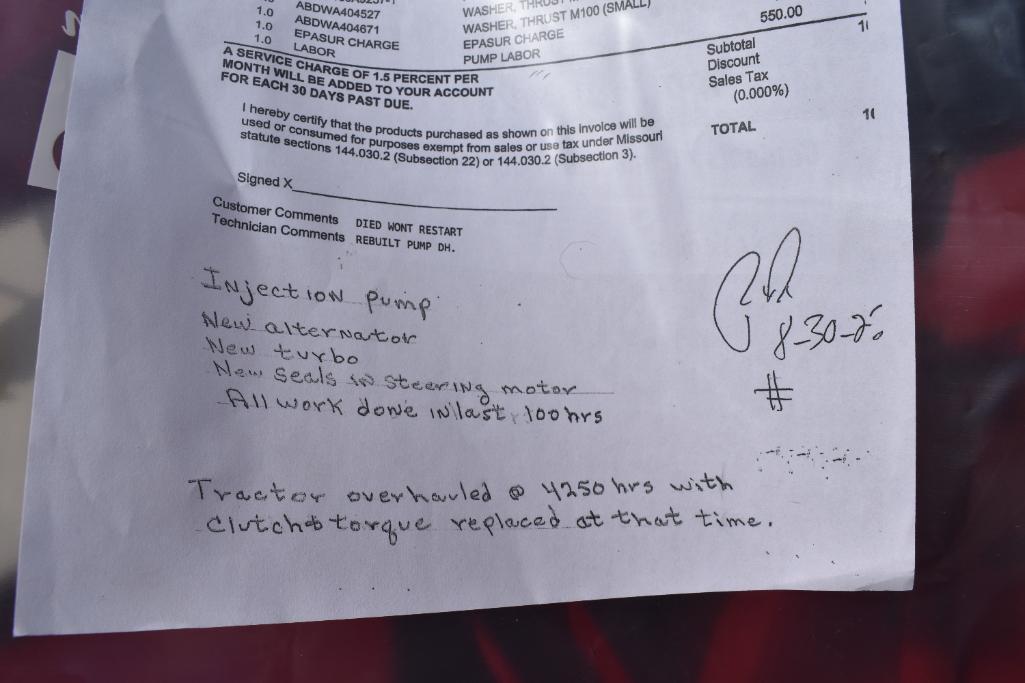 1.0 ABDWA404527 WASHER, THRUST
1.0 ABDWA404671 WASHER, THRUST M100 (SMALL)
1.0 EPASUR CHARGE EPASUR CHARGE
1.0 LABOR PUMP LABOR 550.00
A SERVICE CHARGE OF 1.5 PERCENT PER
MONTH WILL BE ADDED TO YOUR ACCOUNT
FOR EACH 30 DAYS PAST DUE.
Subtotal
Discount
Sales Tax
(0.000%)
TOTAL
I hereby certify that the products purchased as shown on this invoice will be
used or consumed for purposes exempt from sales or use tax under Missouri
statute sections 144.030.2 (Subsection 22) or 144.030.2 (Subsection 3).
Signed X
Customer Comments DIED WONT RESTART
Technician Comments REBUILT PUMP DH.
Injection pump
New alternator
New turbo
New seals in steering motor
All work done in last 100 hrs
8-30-
#
Tractor overhauled @ 4250 hrs with
clutch & torque replaced at that time.